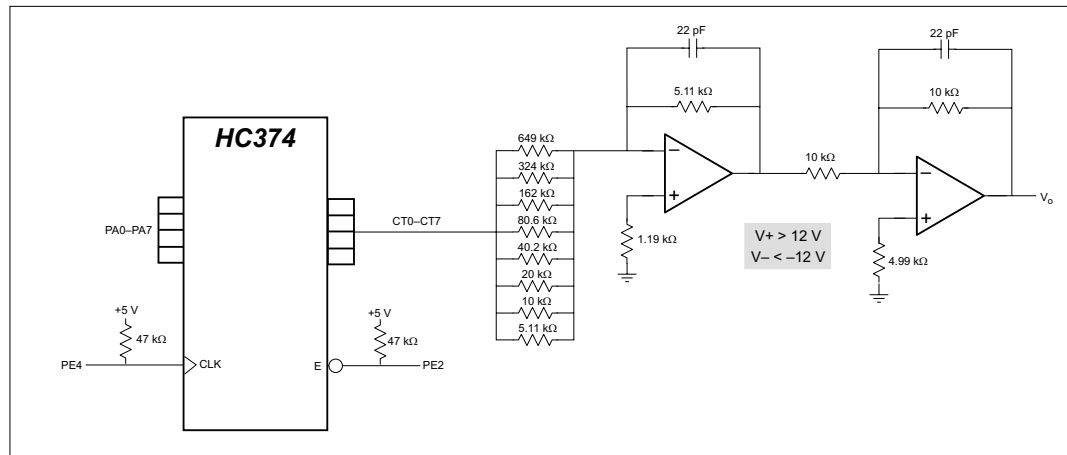 HC374
PA0–PA7
CT0–CT7
+5 V
47 kΩ
PE4
CLK
+5 V
47 kΩ
E
PE2
649 kΩ
324 kΩ
162 kΩ
80.6 kΩ
40.2 kΩ
20 kΩ
10 kΩ
5.11 kΩ
22 pF
5.11 kΩ
−
+
1.19 kΩ
10 kΩ
V+ > 12 V
V– < –12 V
22 pF
10 kΩ
−
+
4.99 kΩ
Vo